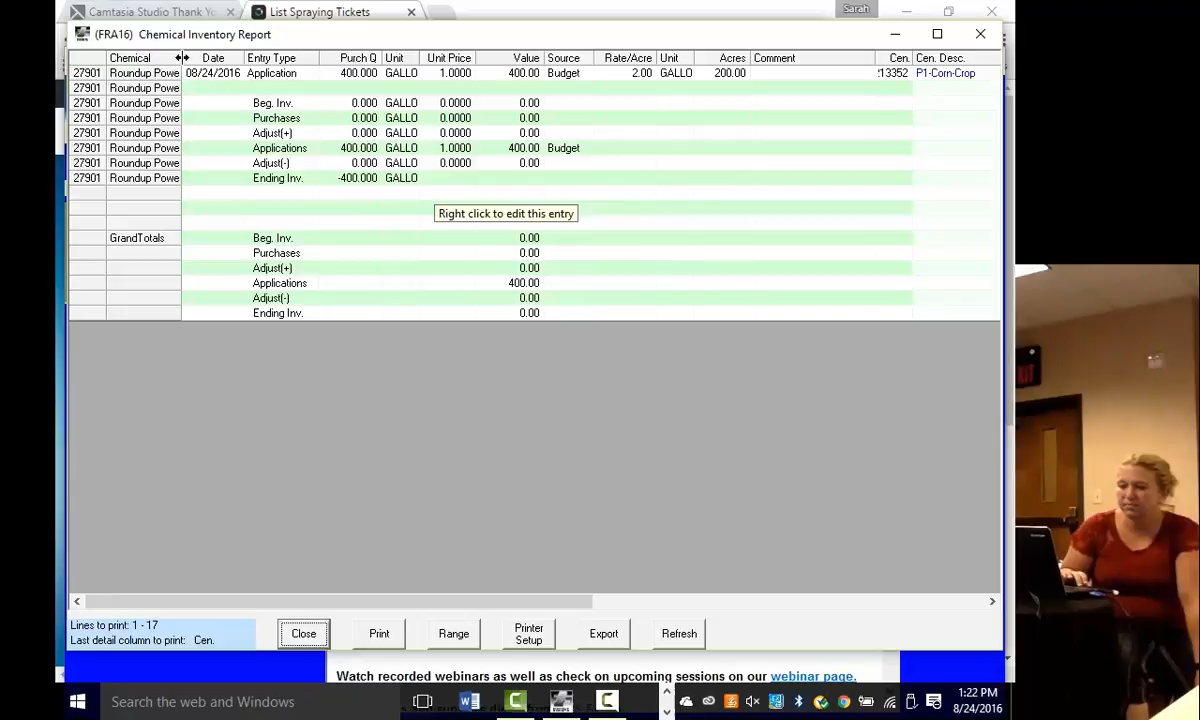 Camtasia Studio Thank Yo
List Spraying Tickets
Sarah
(FRA16) Chemical Inventory Report
Chemical Date Entry Type Purch Q Unit Unit Price Value Source Rate/Acre Unit Acres Comment Cen. Cen. Desc.
27901 Roundup Powe 08/24/2016 Application 400.000 GALLO 1.0000 400.00 Budget 2.00 GALLO 200.00 13352 P1-Corn-Crop
27901 Roundup Powe
27901 Roundup Powe Beg. Inv. 0.000 GALLO 0.0000 0.00
27901 Roundup Powe Purchases 0.000 GALLO 0.0000 0.00
27901 Roundup Powe Adjust(+) 0.000 GALLO 0.0000 0.00
27901 Roundup Powe Applications 400.000 GALLO 1.0000 400.00 Budget
27901 Roundup Powe Adjust(-) 0.000 GALLO 0.0000 0.00
27901 Roundup Powe Ending Inv. -400.000 GALLO
Right click to edit this entry
GrandTotals Beg. Inv. 0.00
Purchases 0.00
Adjust(+) 0.00
Applications 400.00
Adjust(-) 0.00
Ending Inv. 0.00
Lines to print: 1 - 17
Last detail column to print: Cen.
Close
Print
Range
Printer
Setup
Export
Refresh
Watch recorded webinars as well as check on upcoming sessions on our webinar page.
Search the web and Windows
1:22 PM
8/24/2016
EXIT